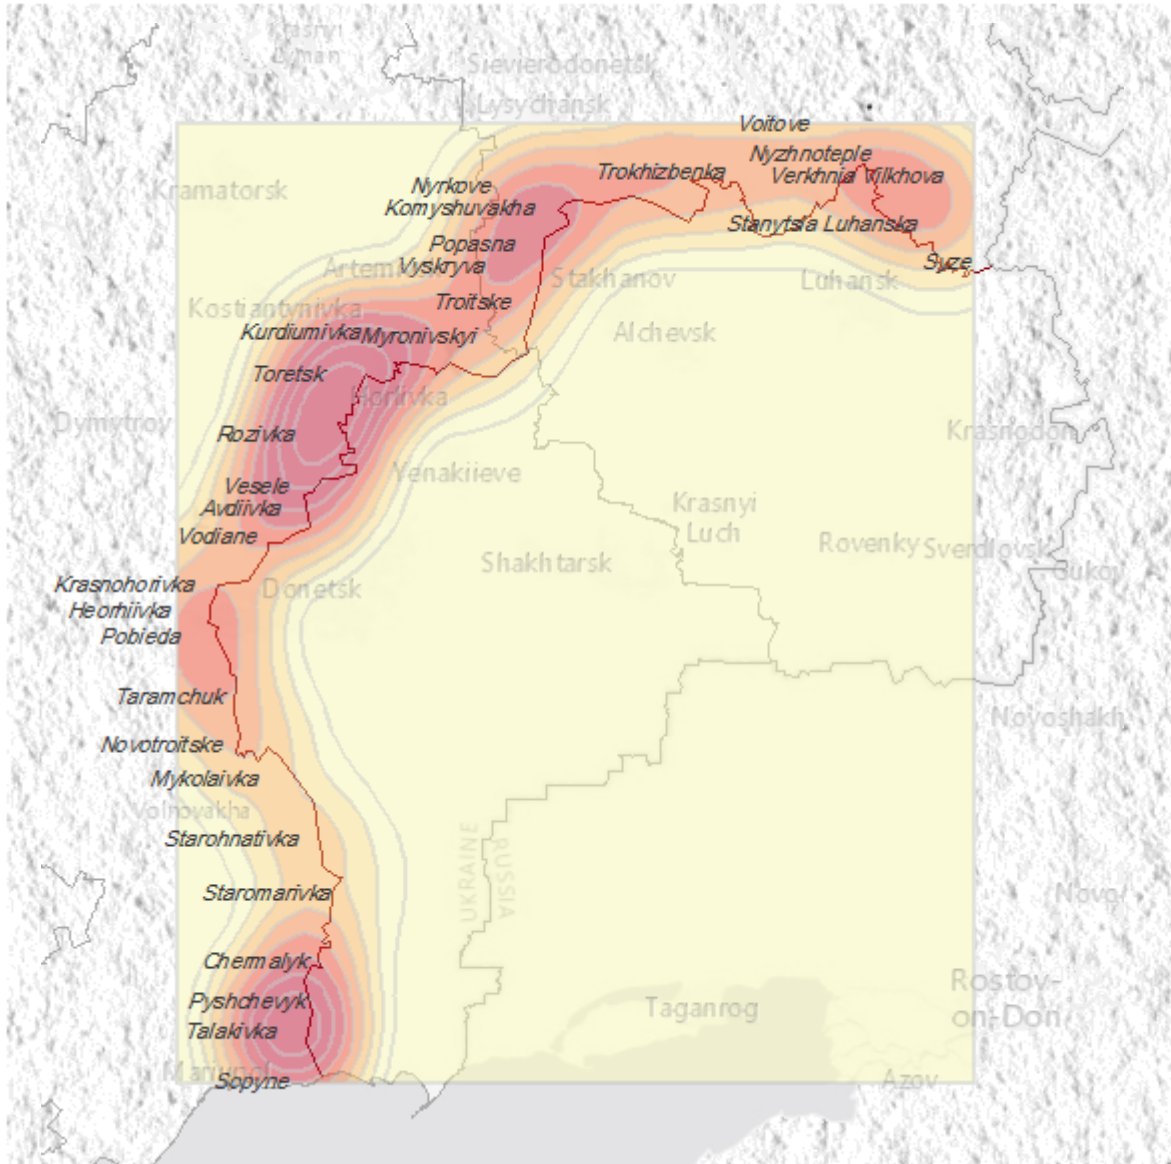 Krasnyi
Lyman
Sievierodonetsk
Lysychansk
Voitove
Nyzhnoteple
Trokhizbenka
Verkhnia Vilkhova
Kramatorsk
Nyrkove
Komyshuvakha
Stanytsia Luhanska
Popasna
Vyskryva
Syze
Stakhanov
Luhansk
Troitske
Kostiantynivka
Kurdiumivka
Myronivskyi
Alchevsk
Toretsk
Horlivka
Dymytrov
Rozivka
Krasnodon
Yenakiieve
Vesele
Avdiivka
Krasnyi
Luch
Vodiane
Rovenky
Sverdlovsk
Shakhtarsk
Gukov
Krasnohorivka
Donetsk
Heorhiivka
Pobieda
Taramchuk
Novoshakh
Novotroitske
Mykolaivka
Volnovakha
Starohnativka
UKRAINE
RUSSIA
Staromarivka
Chermalyk
Rostov-
on-Don
Pyshchevyk
Taganrog
Talakivka
Mariupol
Sopyne
Azov